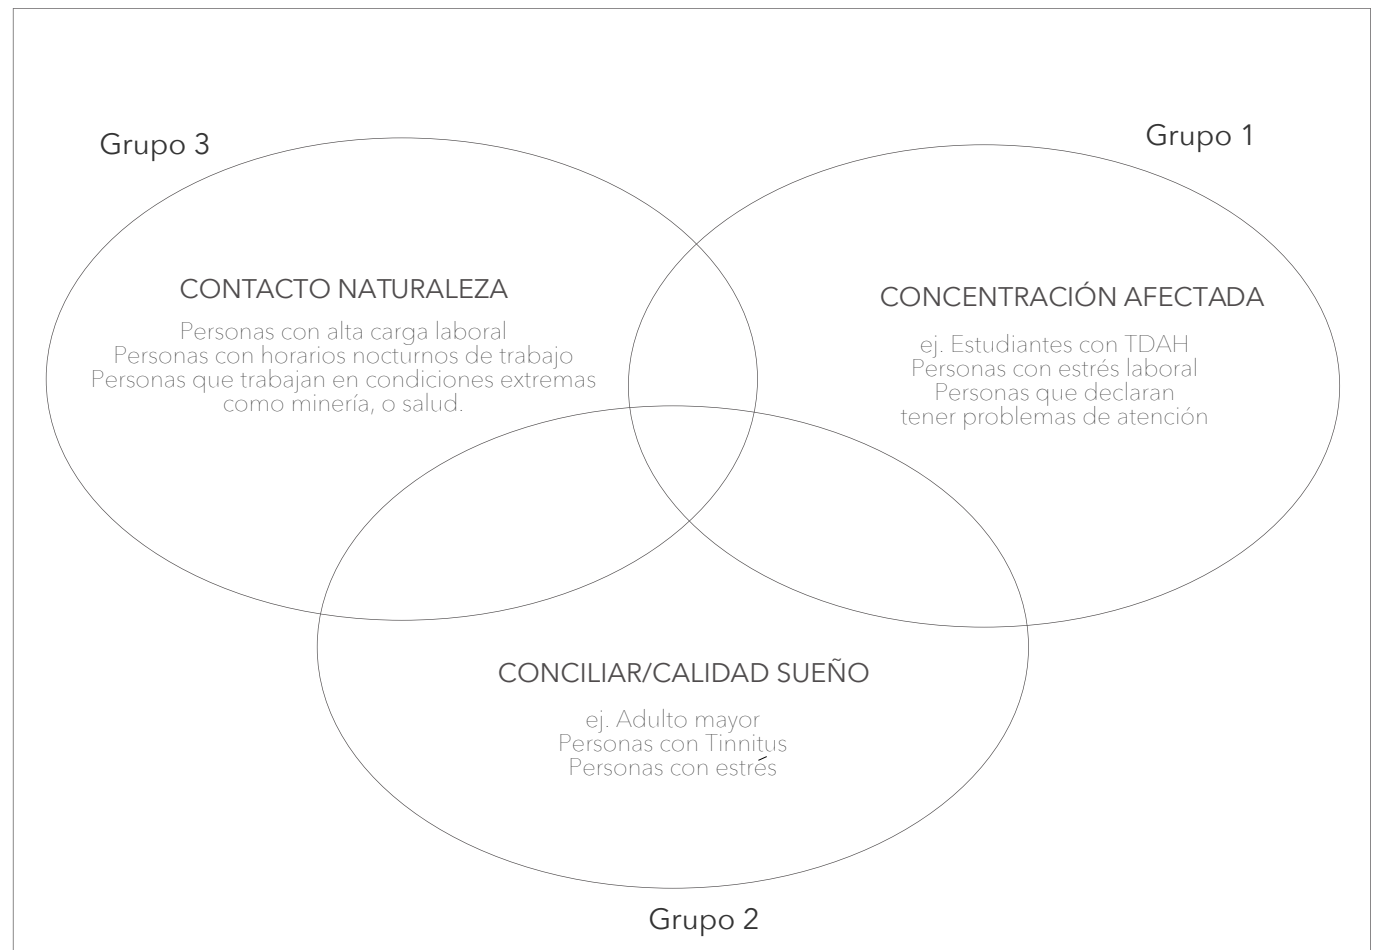 Grupo 3
CONTACTO NATURALEZA
Personas con alta carga laboral
Personas con horarios nocturnos de trabajo
Personas que trabajan en condiciones extremas
como minería, o salud.
Grupo 1
CONCENTRACIÓN AFECTADA
ej. Estudiantes con TDAH
Personas con estrés laboral
Personas que declaran
tener problemas de atención
CONCILIAR/CALIDAD SUEÑO
ej. Adulto mayor
Personas con Tinnitus
Personas con estrés
Grupo 2